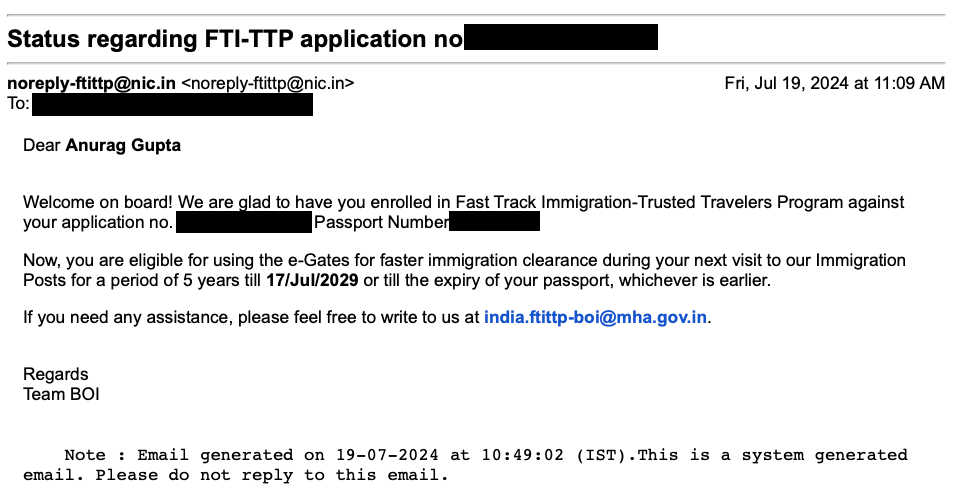 Status regarding FTI-TTP application no
noreply-ftittp@nic.in <noreply-ftittp@nic.in> Fri, Jul 19, 2024 at 11:09 AM
To:
Dear Anurag Gupta
Welcome on board! We are glad to have you enrolled in Fast Track Immigration-Trusted Travelers Program against
your application no. Passport Number
Now, you are eligible for using the e-Gates for faster immigration clearance during your next visit to our Immigration
Posts for a period of 5 years till 17/Jul/2029 or till the expiry of your passport, whichever is earlier.
If you need any assistance, please feel free to write to us at india.ftittp-boi@mha.gov.in.
Regards
Team BOI
Note : Email generated on 19-07-2024 at 10:49:02 (IST).This is a system generated
email. Please do not reply to this email.